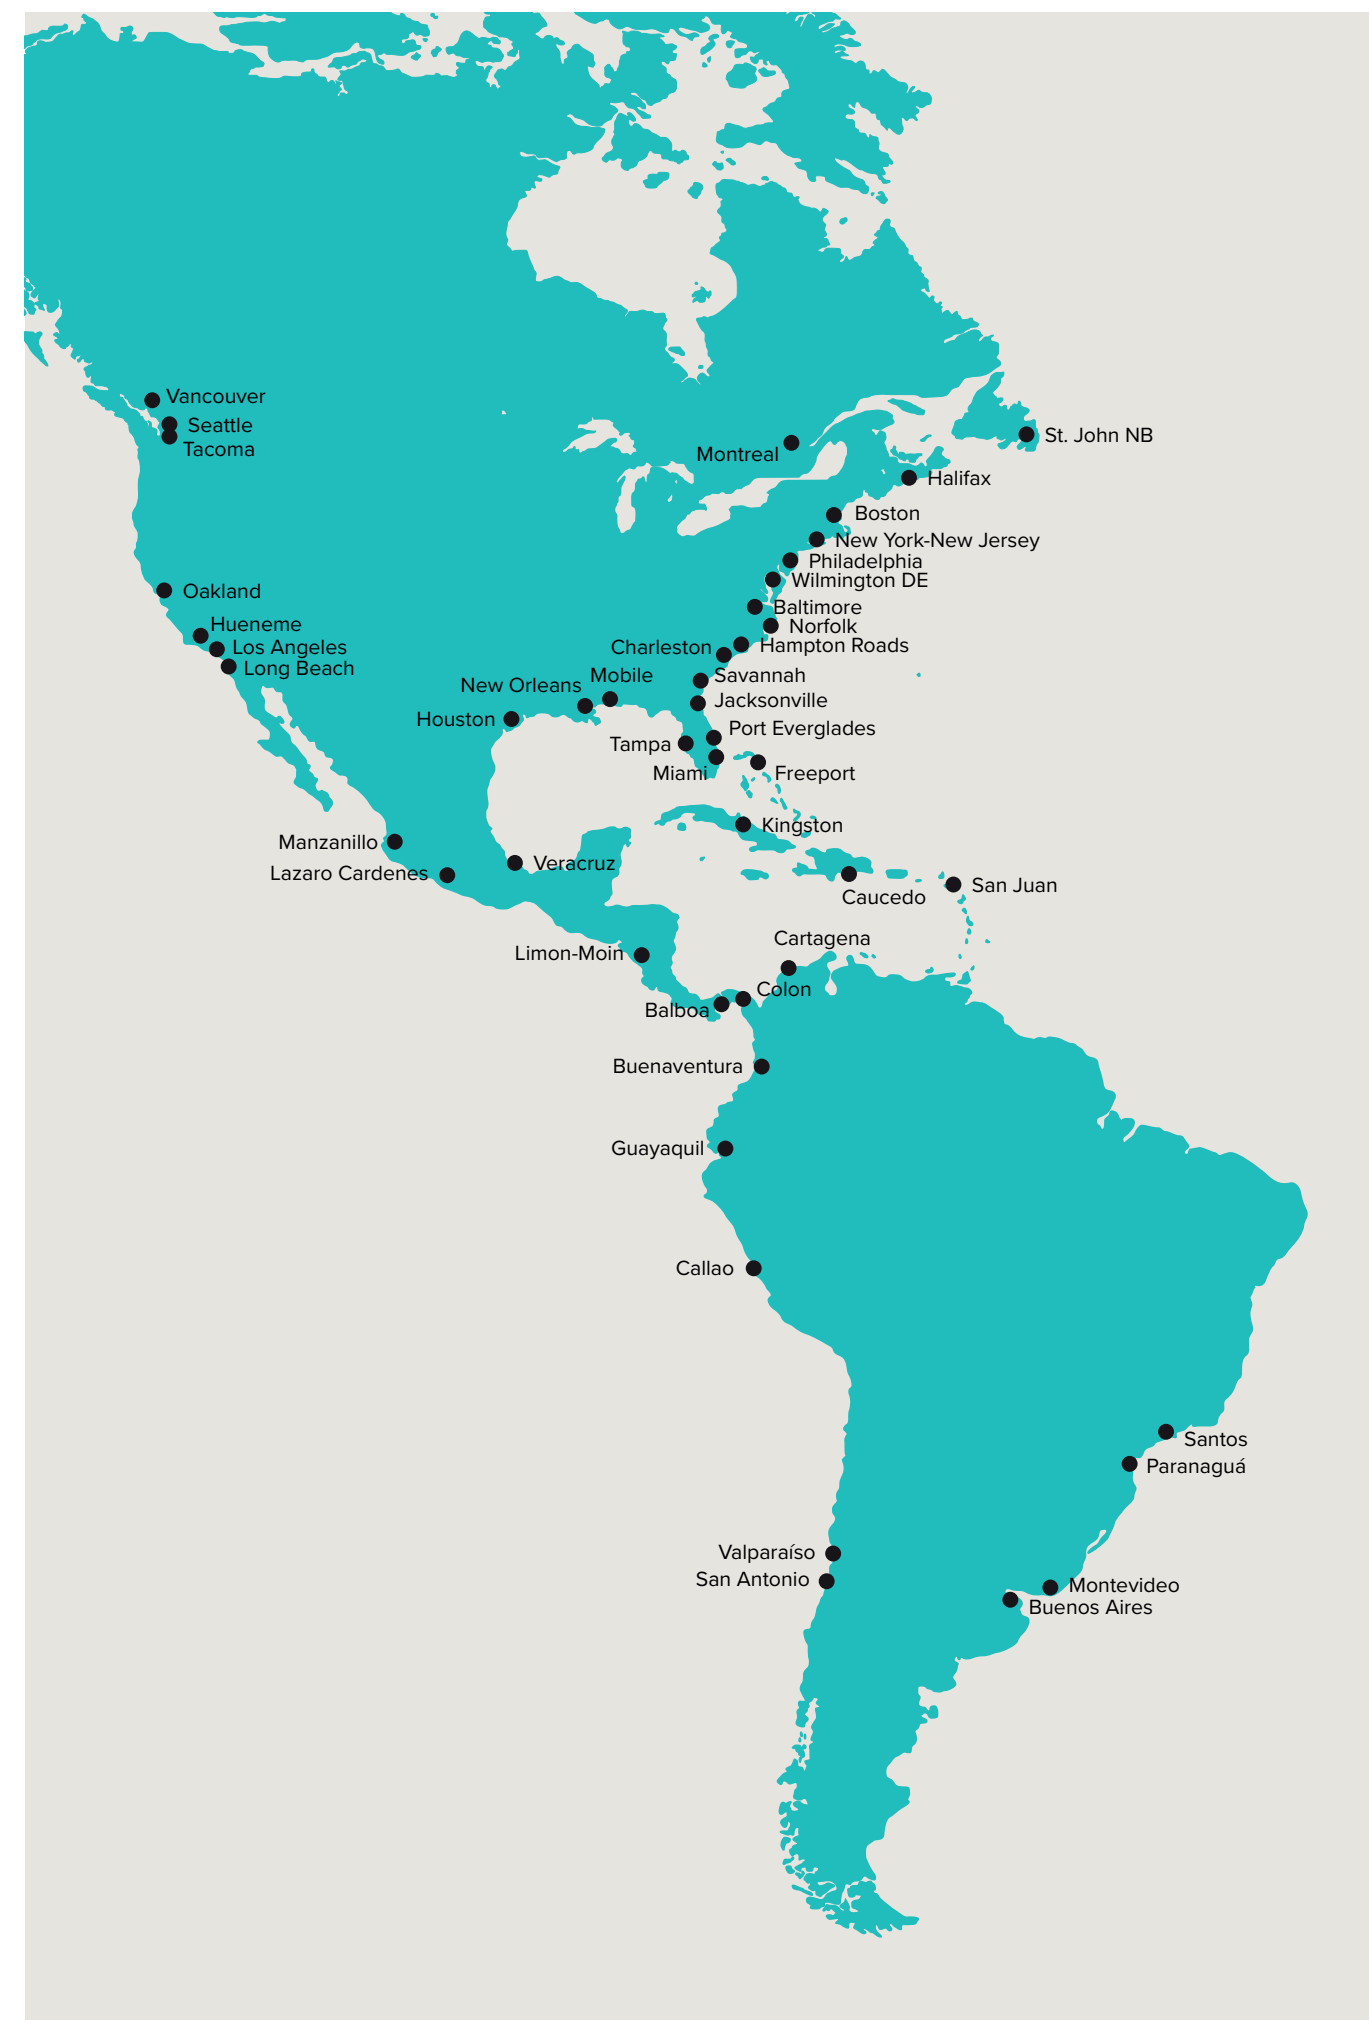 Vancouver
Seattle
Tacoma
St. John NB
Montreal
Halifax
Boston
New York-New Jersey
Philadelphia
Wilmington DE
Oakland
Baltimore
Hueneme
Norfolk
Los Angeles
Charleston
Hampton Roads
Long Beach
Mobile
Savannah
New Orleans
Jacksonville
Houston
Port Everglades
Tampa
Miami
Freeport
Kingston
Manzanillo
Veracruz
Lazaro Cardenes
San Juan
Caucedo
Cartagena
Limon-Moin
Colon
Balboa
Buenaventura
Guayaquil
Callao
Santos
Paranaguá
Valparaíso
San Antonio
Montevideo
Buenos Aires